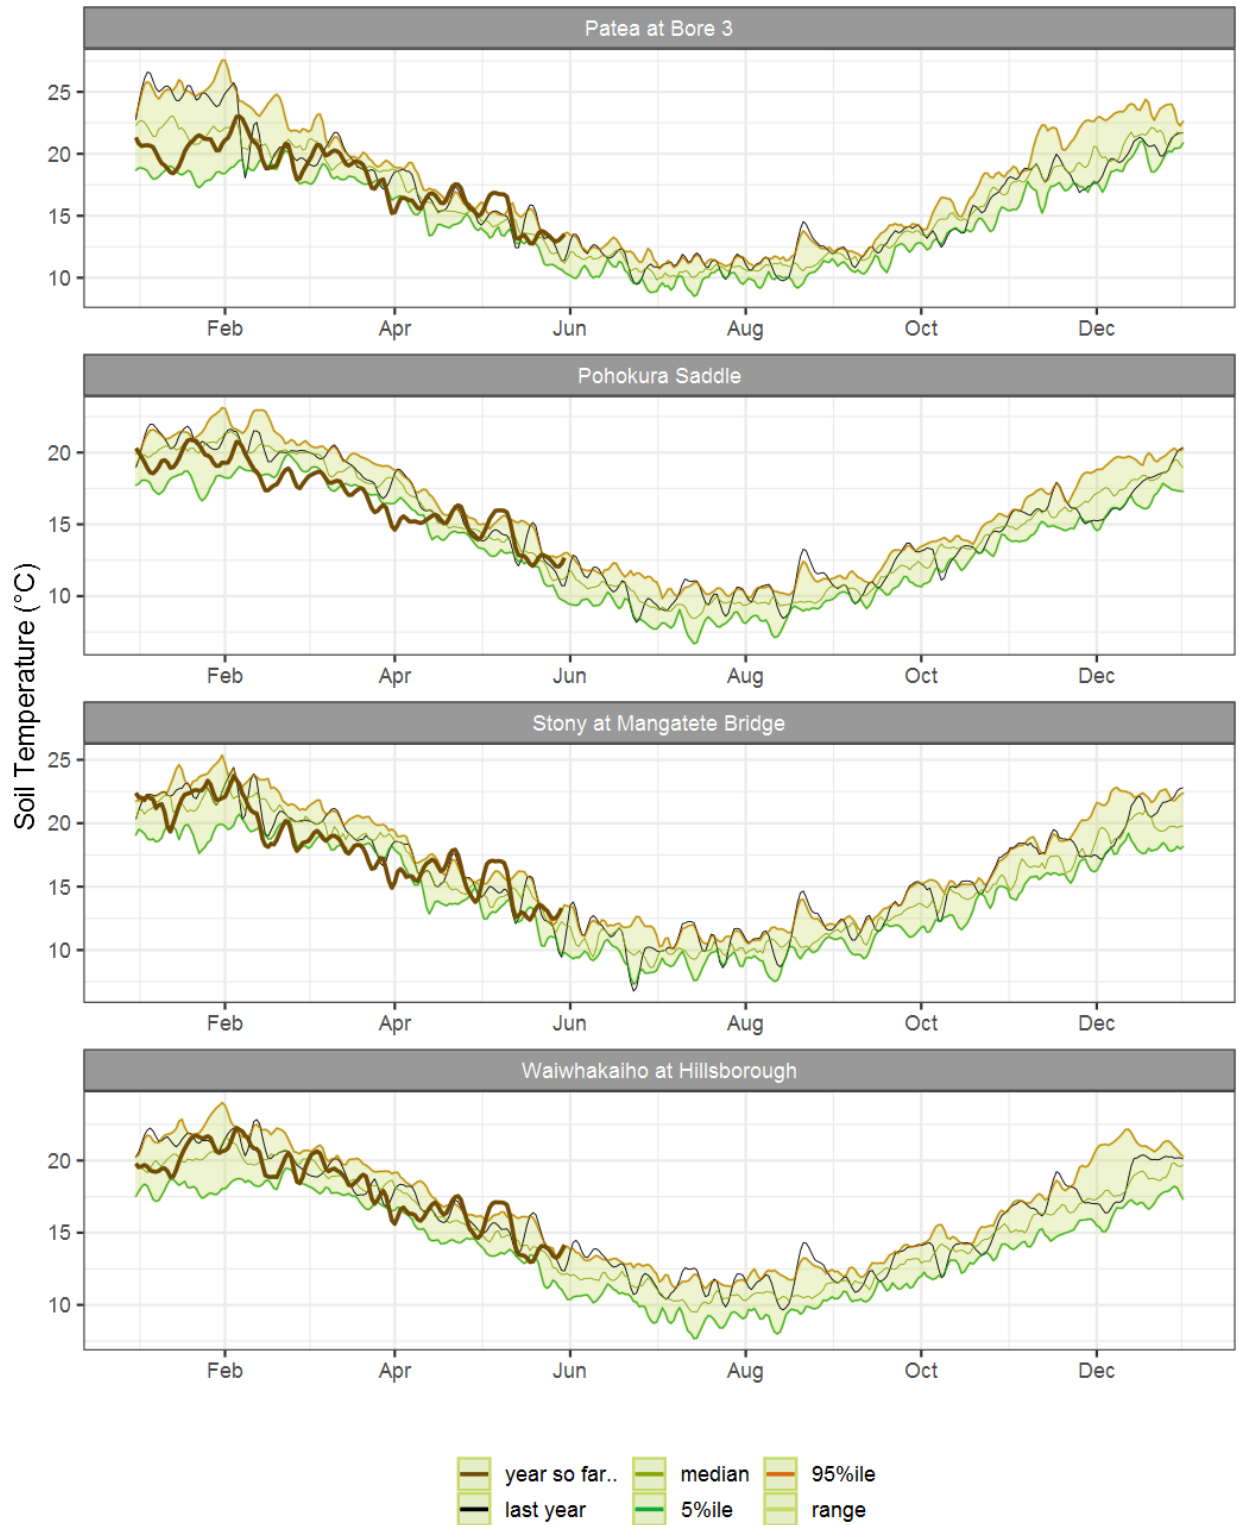 Patea at Bore 3
25
20
15
10
Feb Apr Jun Aug Oct Dec
Pohokura Saddle
20
15
10
Feb Apr Jun Aug Oct Dec
Stony at Mangatete Bridge
25
20
15
10
Feb Apr Jun Aug Oct Dec
Waiwhakaiho at Hillsborough
20
15
10
Feb Apr Jun Aug Oct Dec
Soil Temperature (°C)
year so far.. median 95%ile
last year 5%ile range